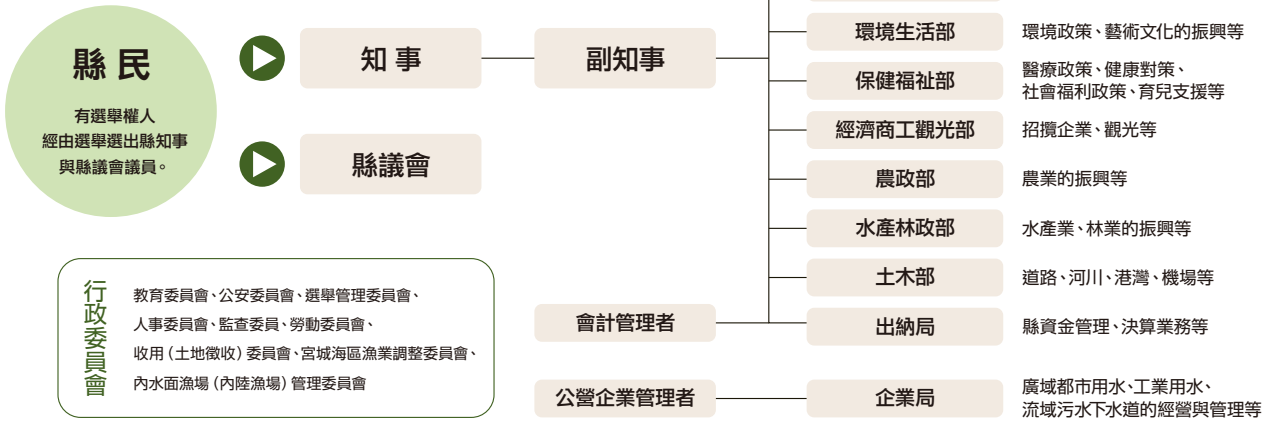 縣民
有選舉權人
經由選舉選出縣知事
與縣議會議員。
知事
副知事
縣議會
環境生活部
環境政策、藝術文化的振興等
保健福祉部
醫療政策、健康對策、
社會福利政策、育兒支援等
經濟商工觀光部
招攬企業、觀光等
農政部
農業的振興等
水產林政部
水產業、林業的振興等
土木部
道路、河川、港灣、機場等
會計管理者
出納局
縣資金管理、決算業務等
公營企業管理者
企業局
廣域都市用水、工業用水、
流域污水下水道的經營與管理等
行政委員會
教育委員會、公安委員會、選舉管理委員會、
人事委員會、監查委員、勞動委員會、
收用（土地徵收）委員會、宮城海區漁業調整委員會、
內水面漁場（內陸漁場）管理委員會